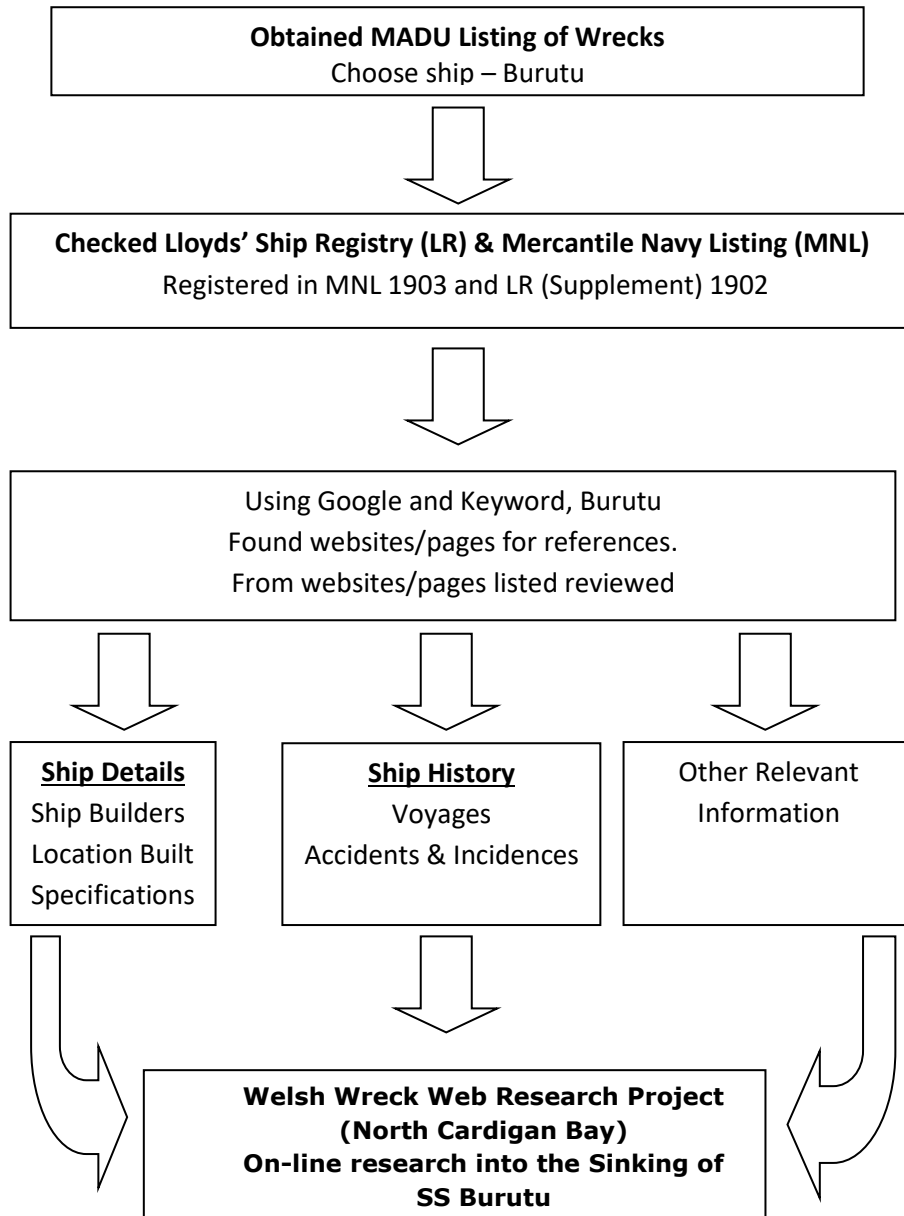 Obtained MADU Listing of Wrecks
Choose ship – Burutu
Checked Lloyds' Ship Registry (LR) & Mercantile Navy Listing (MNL)
Registered in MNL 1903 and LR (Supplement) 1902
Using Google and Keyword, Burutu
Found websites/pages for references.
From websites/pages listed reviewed
Ship Details
Ship Builders
Location Built
Specifications
Ship History
Voyages
Accidents & Incidences
Other Relevant
Information
Welsh Wreck Web Research Project
(North Cardigan Bay)
On-line research into the Sinking of
SS Burutu